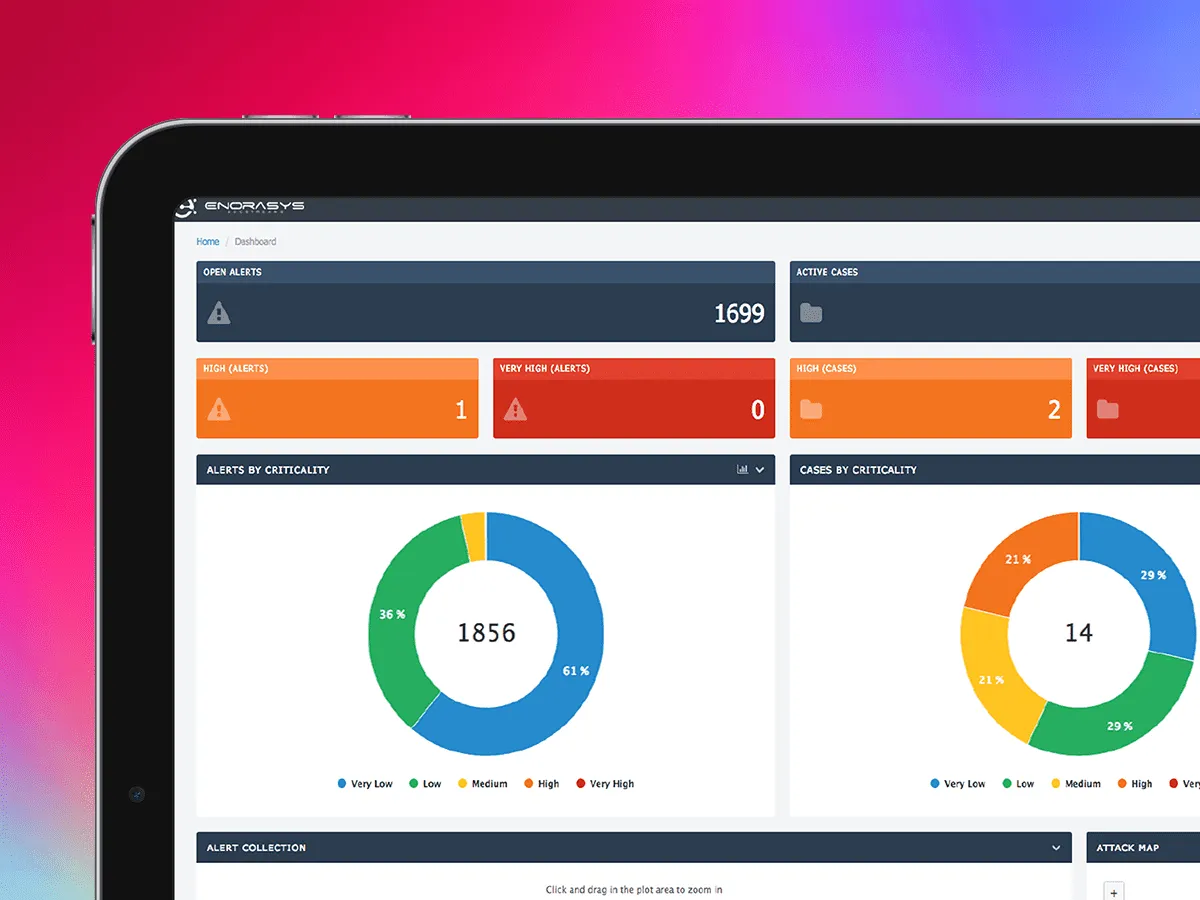 ENORASYS
Home / Dashboard
OPEN ALERTS
1699
ACTIVE CASES
HIGH (ALERTS)
1
VERY HIGH (ALERTS)
0
HIGH (CASES)
2
VERY HIGH (CASES)
ALERTS BY CRITICALITY
CASES BY CRITICALITY
36 %
1856
61 %
21 %
29 %
14
21 %
29 %
Very Low Low Medium High Very High
Very Low Low Medium High Very
ALERT COLLECTION
ATTACK MAP
Click and drag in the plot area to zoom in
+